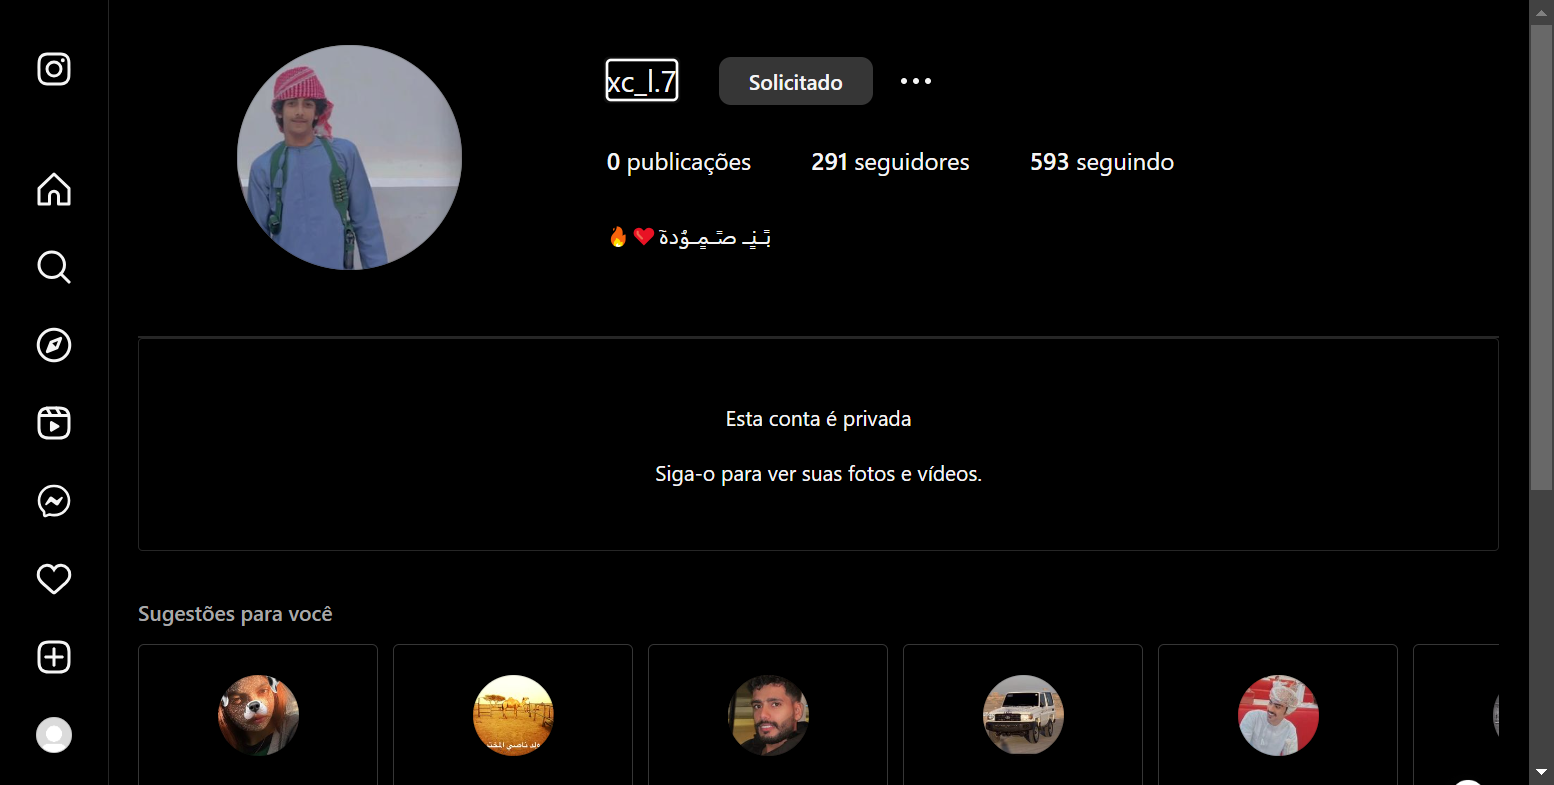 xc_l.7
Solicitado
0 publicações 291 seguidores 593 seguindo
بًـنٍيٍـ صًـمٍـوُدةَ❤️🔥
Esta conta é privada
Siga-o para ver suas fotos e vídeos.
Sugestões para você